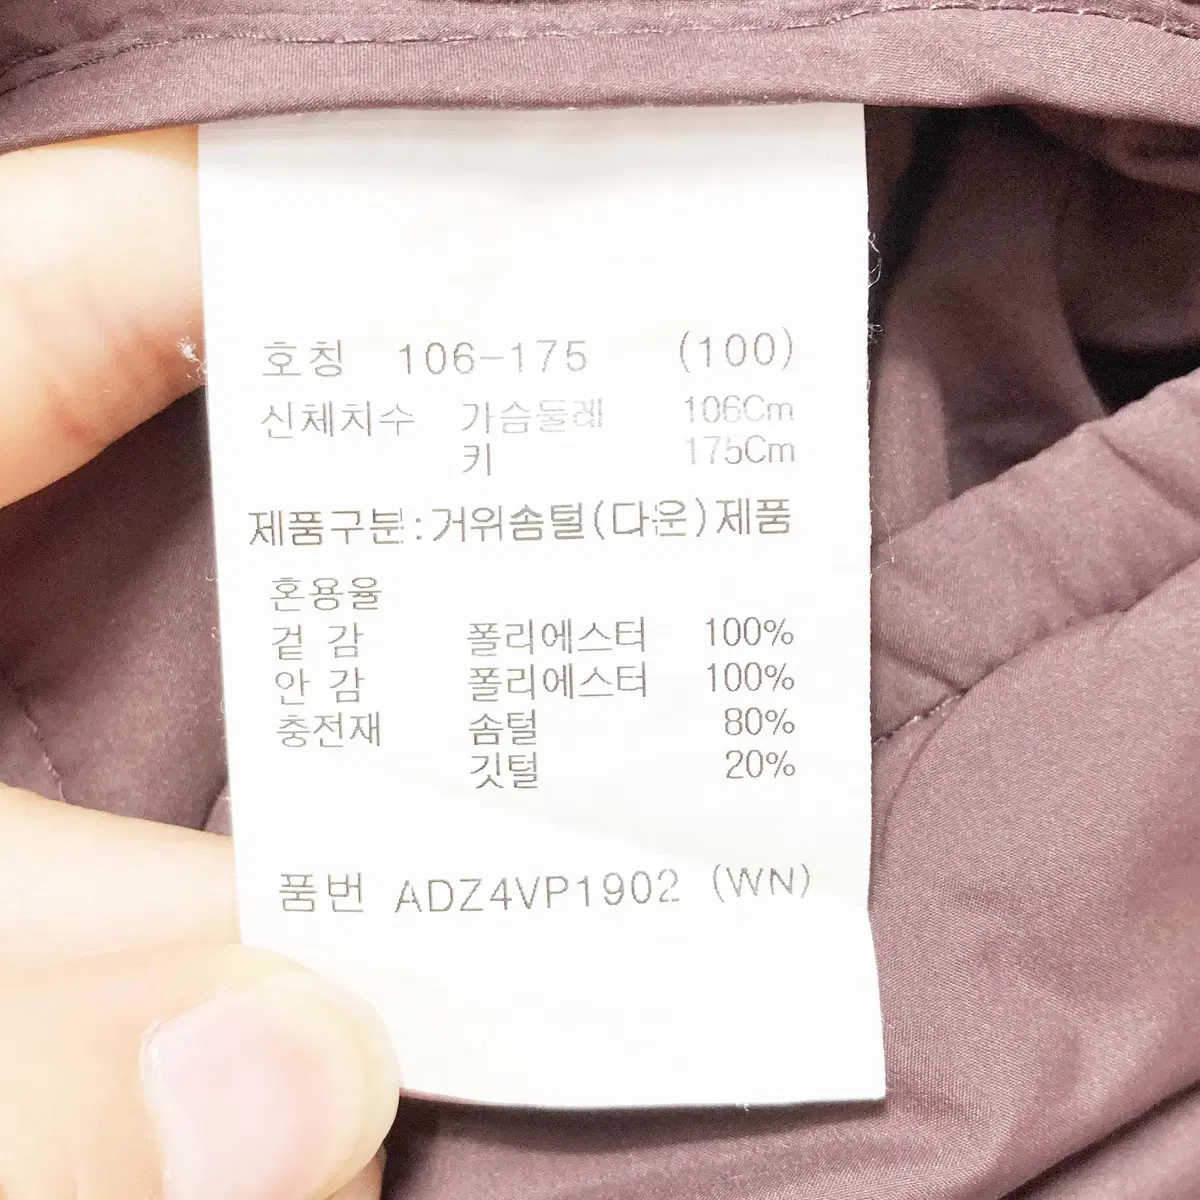 호칭 106-175 (100)
신체치수 가슴둘레 106Cm
키 175Cm
제품구분:거위솜털(다운)제품
혼용율
겉 감 폴리에스터 100%
안 감 폴리에스터 100%
충전재 솜털 80%
깃털 20%
품번 ADZ4VP1902 (WN)